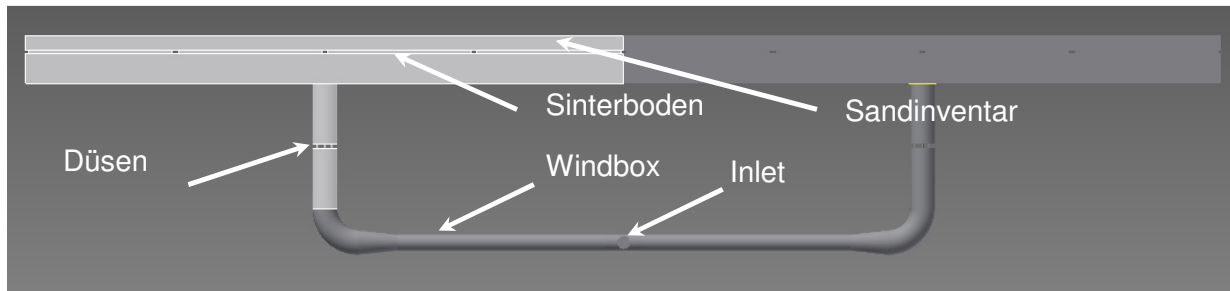 Sinterboden
Sandinventar
Düsen
Windbox
Inlet